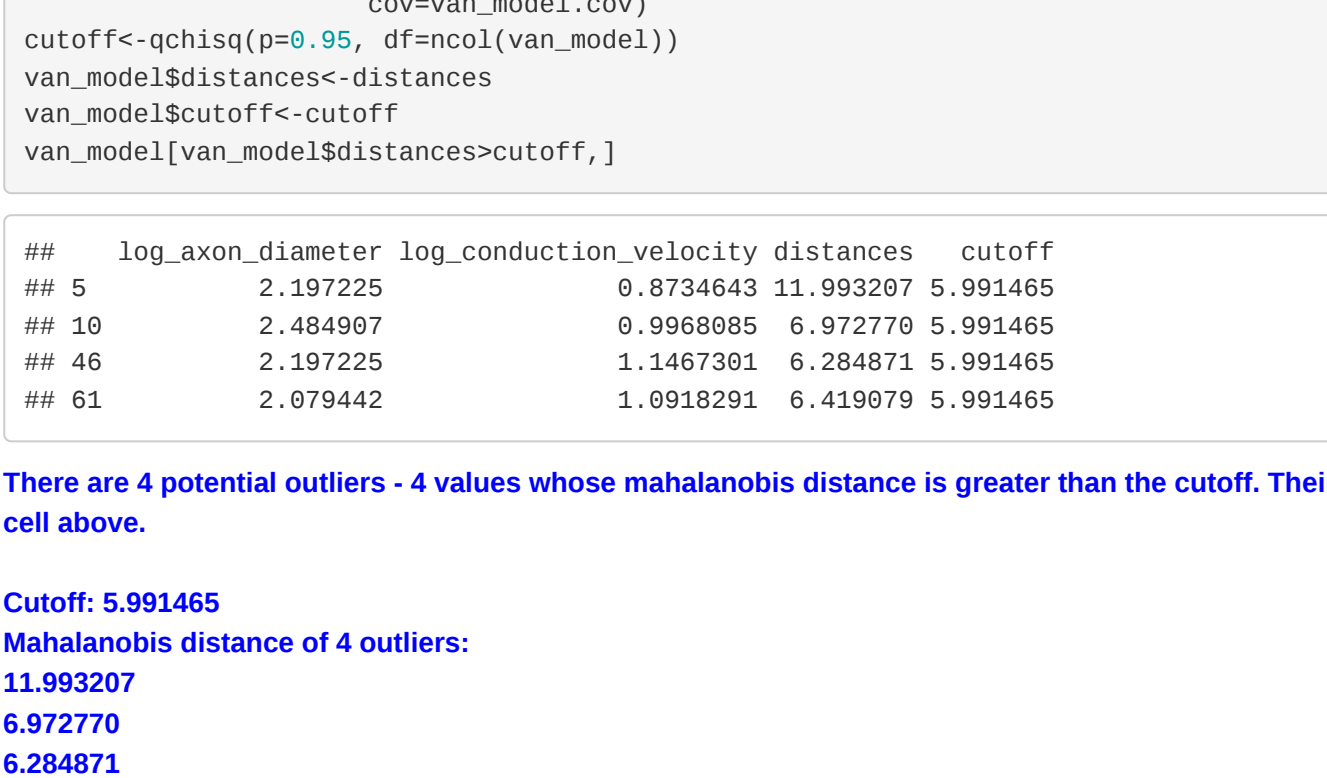 cov=van_model.cov)
cutoff<-qchisq(p=0.95, df=ncol(van_model))
van_model$distances<-distances
van_model$cutoff<-cutoff
van_model[van_model$distances>cutoff,]
##    log_axon_diameter log_conduction_velocity distances   cutoff
## 5           2.197225               0.8734643 11.993207 5.991465
## 10          2.484907               0.9968085  6.972770 5.991465
## 46          2.197225               1.1467301  6.284871 5.991465
## 61          2.079442               1.0918291  6.419079 5.991465
There are 4 potential outliers - 4 values whose mahalanobis distance is greater than the cutoff. Thei
cell above.
Cutoff: 5.991465
Mahalanobis distance of 4 outliers:
11.993207
6.972770
6.284871